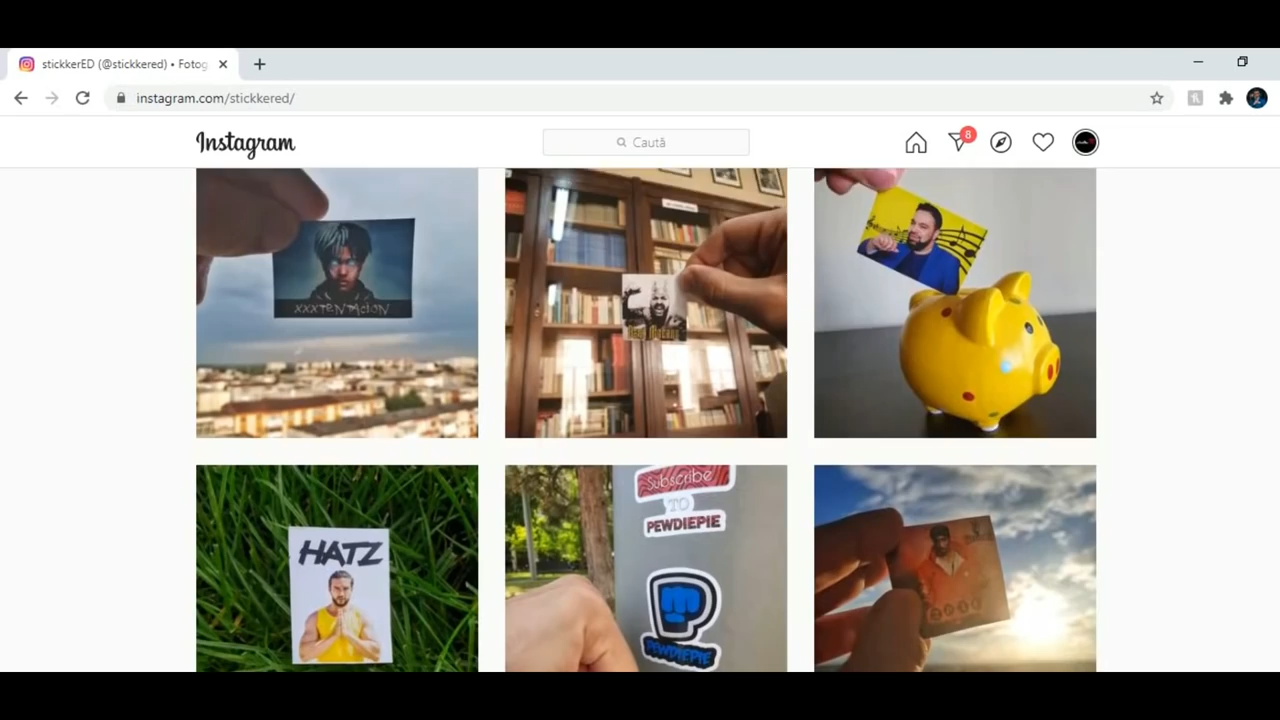 stickkerED (@stickkered) • Fotog
instagram.com/stickkered/
Instagram
Caută
8
XXXTENTACION
HATZ
Subscribe
TO
PEWDIEPIE
PEWDIEPIE